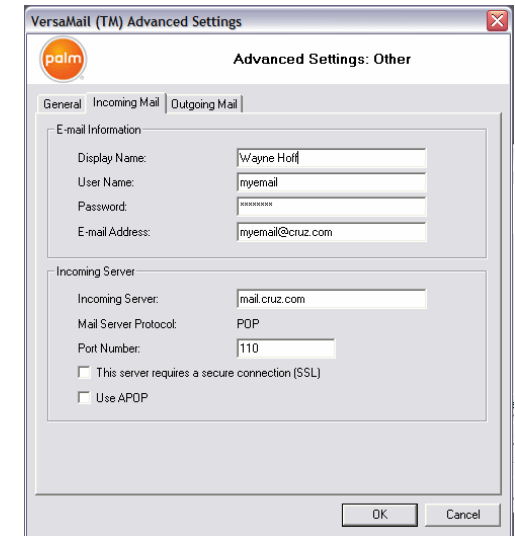 VersaMail (TM) Advanced Settings
palm
Advanced Settings: Other
General Incoming Mail Outgoing Mail
E-mail Information
Display Name: Wayne Hoff
User Name: myemail
Password: ********
E-mail Address: myemail@cruz.com
Incoming Server
Incoming Server: mail.cruz.com
Mail Server Protocol: POP
Port Number: 110
This server requires a secure connection (SSL)
Use APOP
OK Cancel